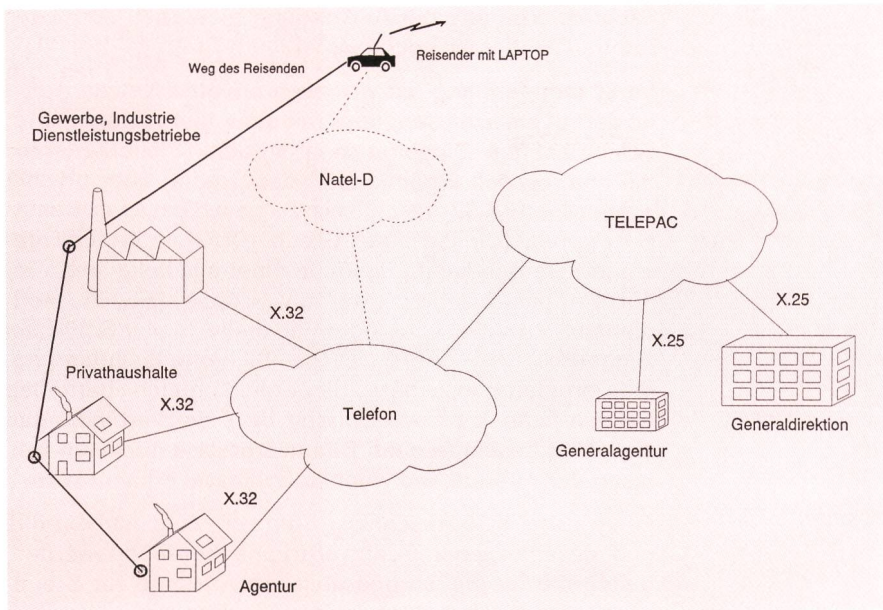 Reisender mit LAPTOP
Weg des Reisenden
Gewerbe, Industrie
Dienstleistungsbetriebe
Natel-D
TELEPAC
X.32
X.25
X.25
Privathaushalte
X.32
Telefon
Generaldirektion
Generalagentur
X.32
Agentur